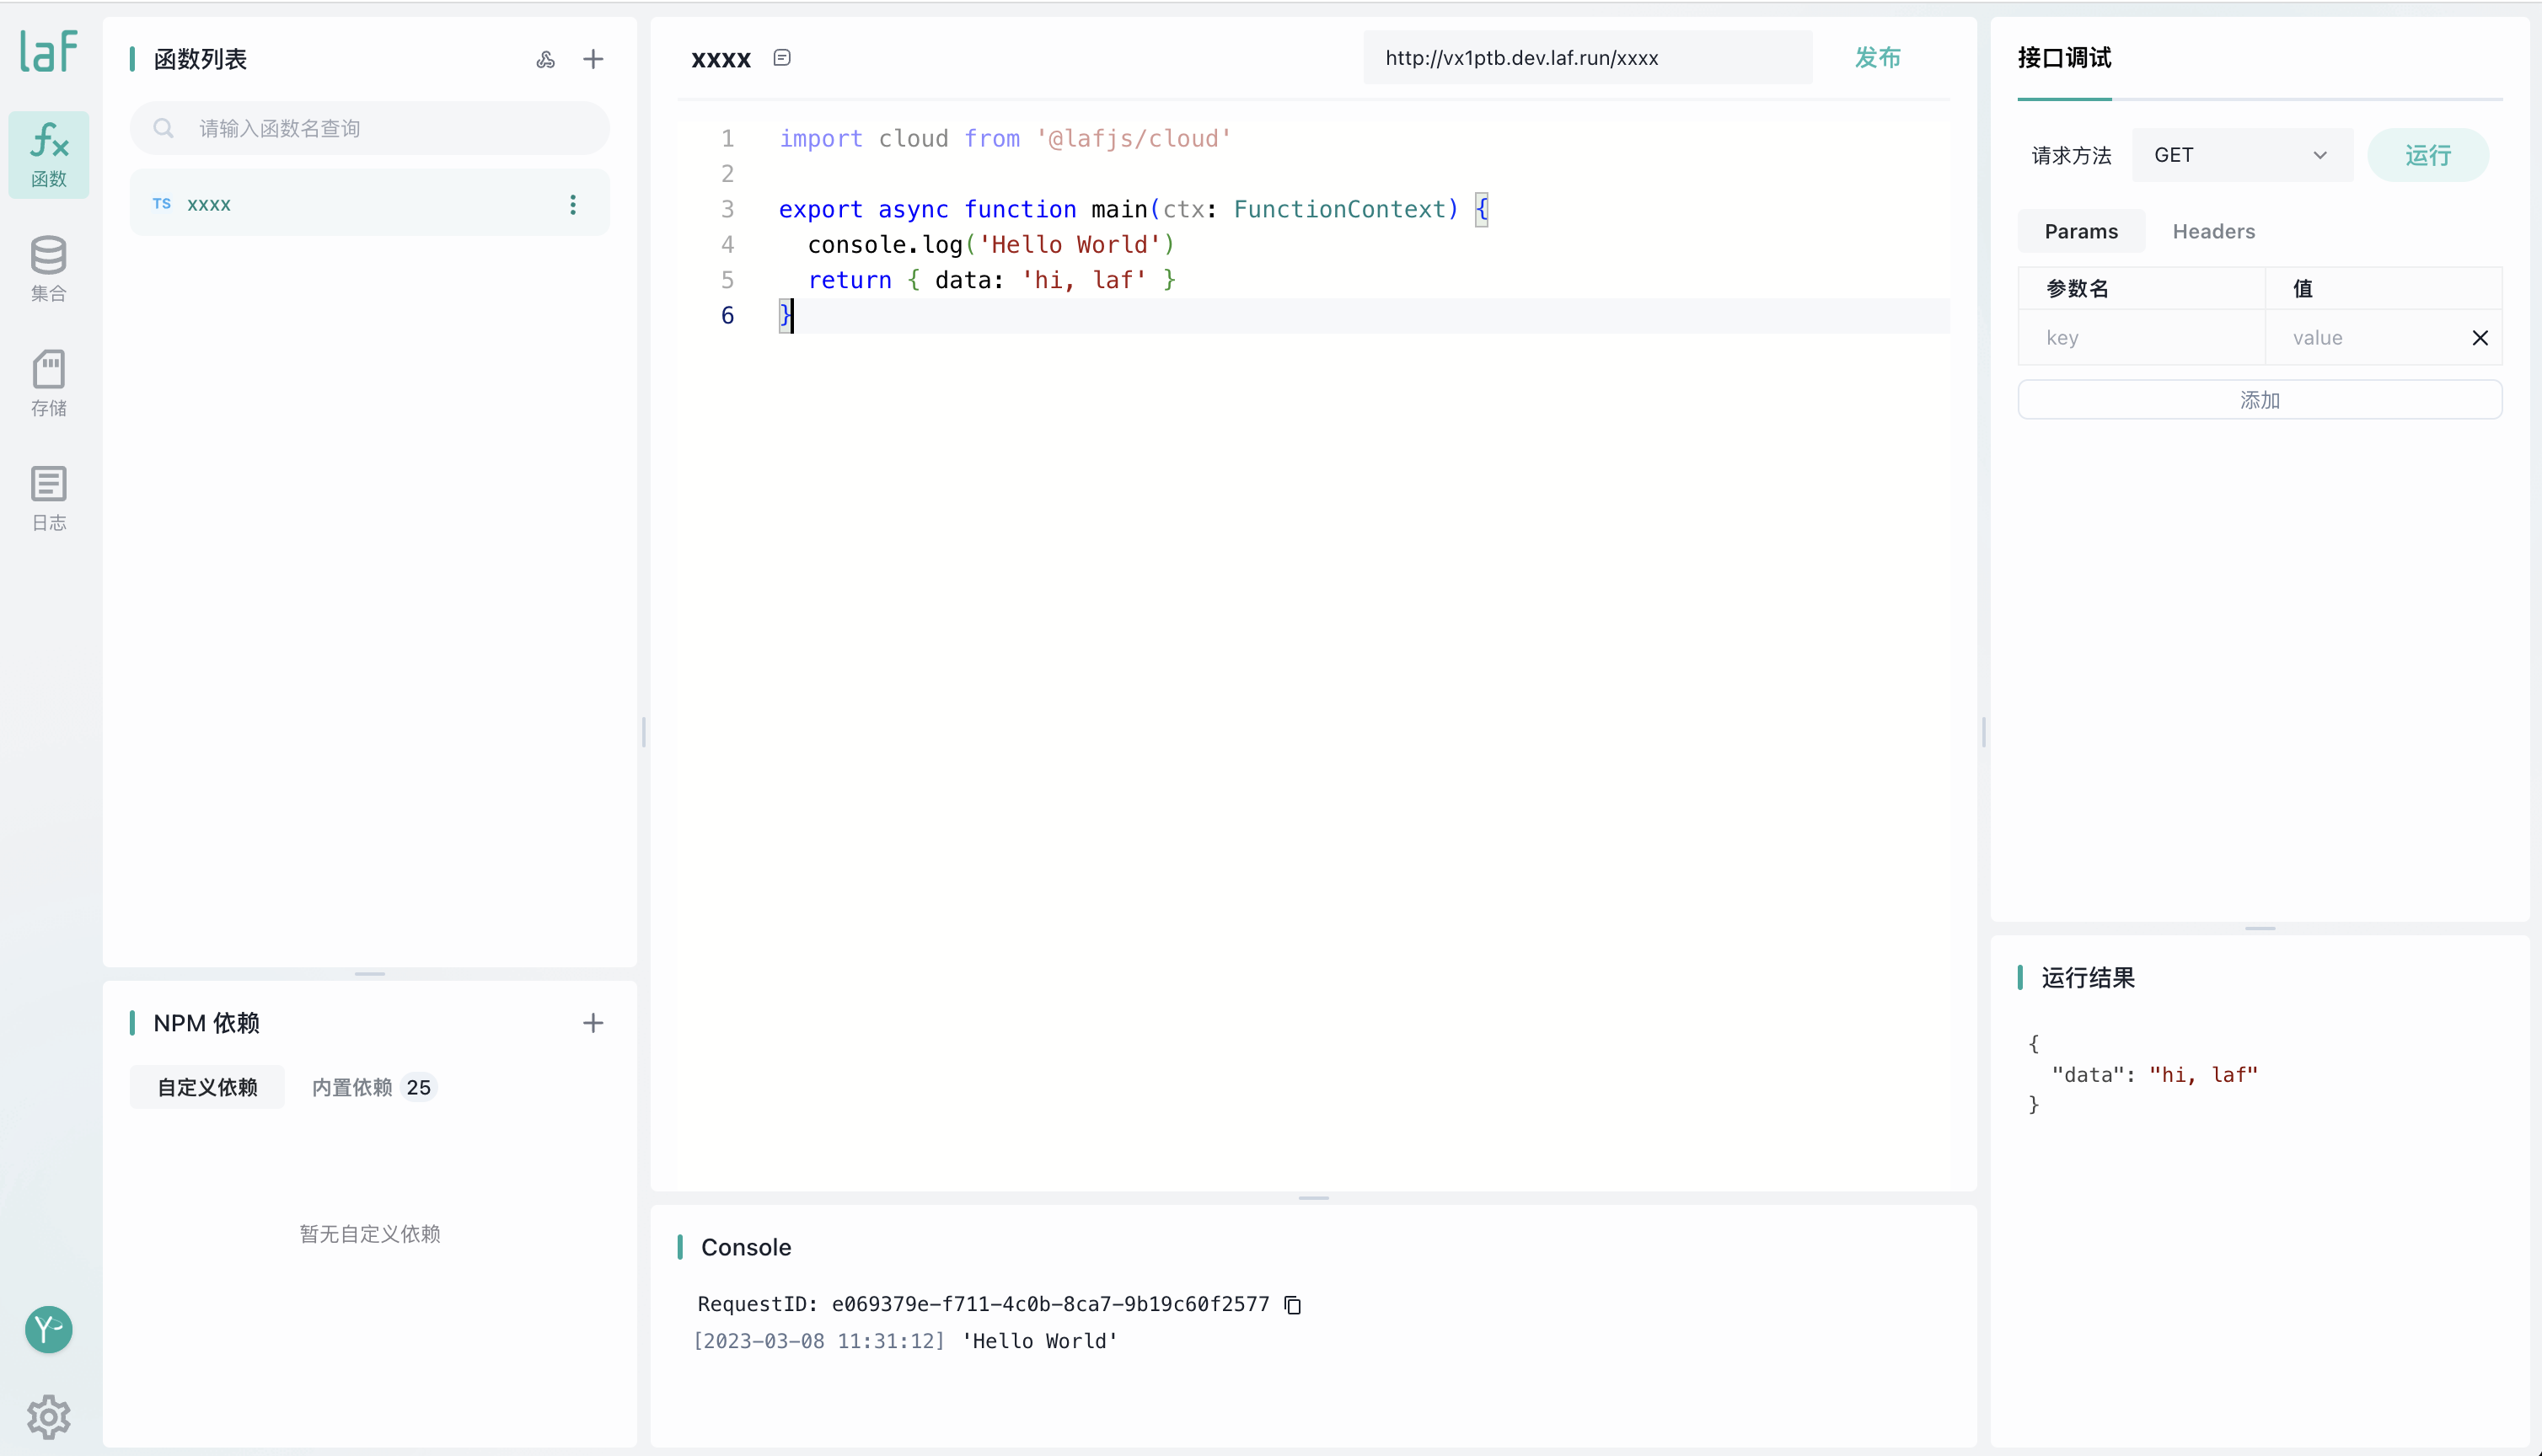 laf
函数
集合
存储
日志
函数列表
请输入函数名查询
TS xxxx
NPM 依赖
自定义依赖
内置依赖 25
暂无自定义依赖
xxxx
http://vx1ptb.dev.laf.run/xxxx
发布
1 import cloud from '@lafjs/cloud'
2
3 export async function main(ctx: FunctionContext) {
4 console.log('Hello World')
5 return { data: 'hi, laf' }
6 }
Console
RequestID: e069379e-f711-4c0b-8ca7-9b19c60f2577
[2023-03-08 11:31:12] 'Hello World'
接口调试
请求方法 GET 运行
Params Headers
参数名 值
key value
添加
运行结果
{
"data": "hi, laf"
}